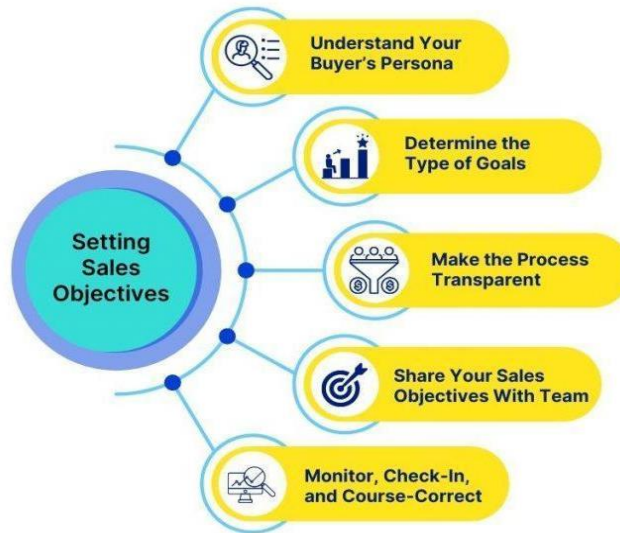 Understand Your
Buyer's Persona
Determine the
Type of Goals
Setting
Sales
Objectives
Make the Process
Transparent
Share Your Sales
Objectives With Team
Monitor, Check-In,
and Course-Correct